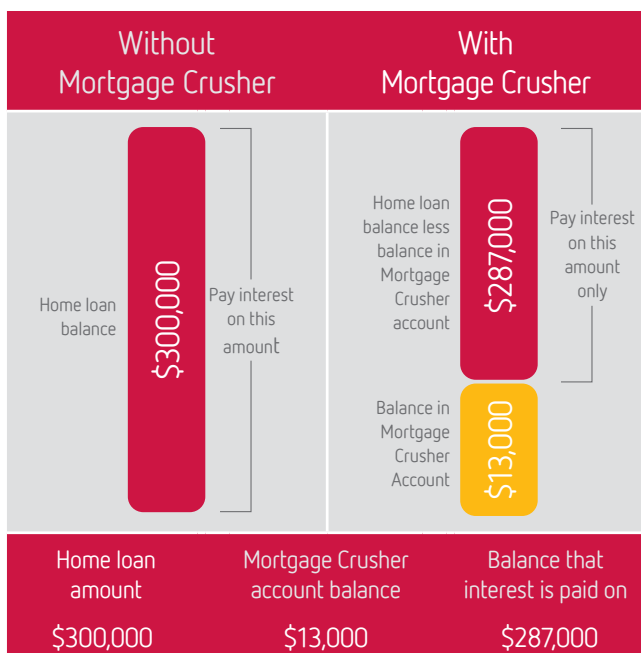 Without
Mortgage Crusher
With
Mortgage Crusher
Home loan
balance
$300,000
Pay interest
on this
amount
Home loan
balance less
balance in
Mortgage
Crusher
account
$287,000
Pay interest
on this
amount
only
Balance in
Mortgage
Crusher
Account
$13,000
Home loan
amount
$300,000
Mortgage Crusher
account balance
$13,000
Balance that
interest is paid on
$287,000